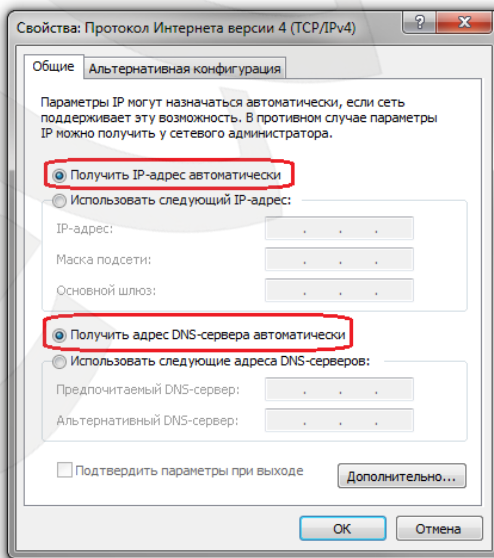 Свойства: Протокол Интернета версии 4 (TCP/IPv4)
Общие
Альтернативная конфигурация
Параметры IP могут назначаться автоматически, если сеть
поддерживает эту возможность. В противном случае параметры
IP можно получить у сетевого администратора.
Получить IP-адрес автоматически
Использовать следующий IP-адрес:
IP-адрес:
Маска подсети:
Основной шлюз:
Получить адрес DNS-сервера автоматически
Использовать следующие адреса DNS-серверов:
Предпочитаемый DNS-сервер:
Альтернативный DNS-сервер:
Подтвердить параметры при выходе
Дополнительно...
ОК
Отмена